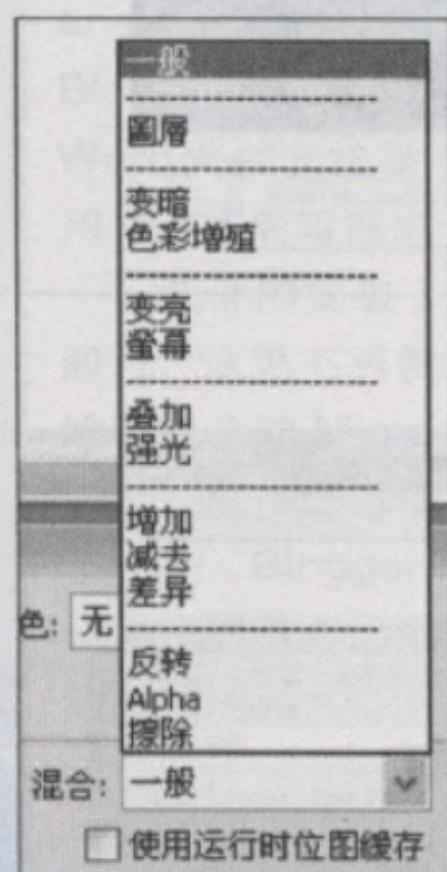 一般
圖層
变暗
色彩增殖
变亮
萤幕
叠加
强光
增加
减去
差异
反转
Alpha
擦除
色: 无
混合: 一般
使用运行时位图缓存